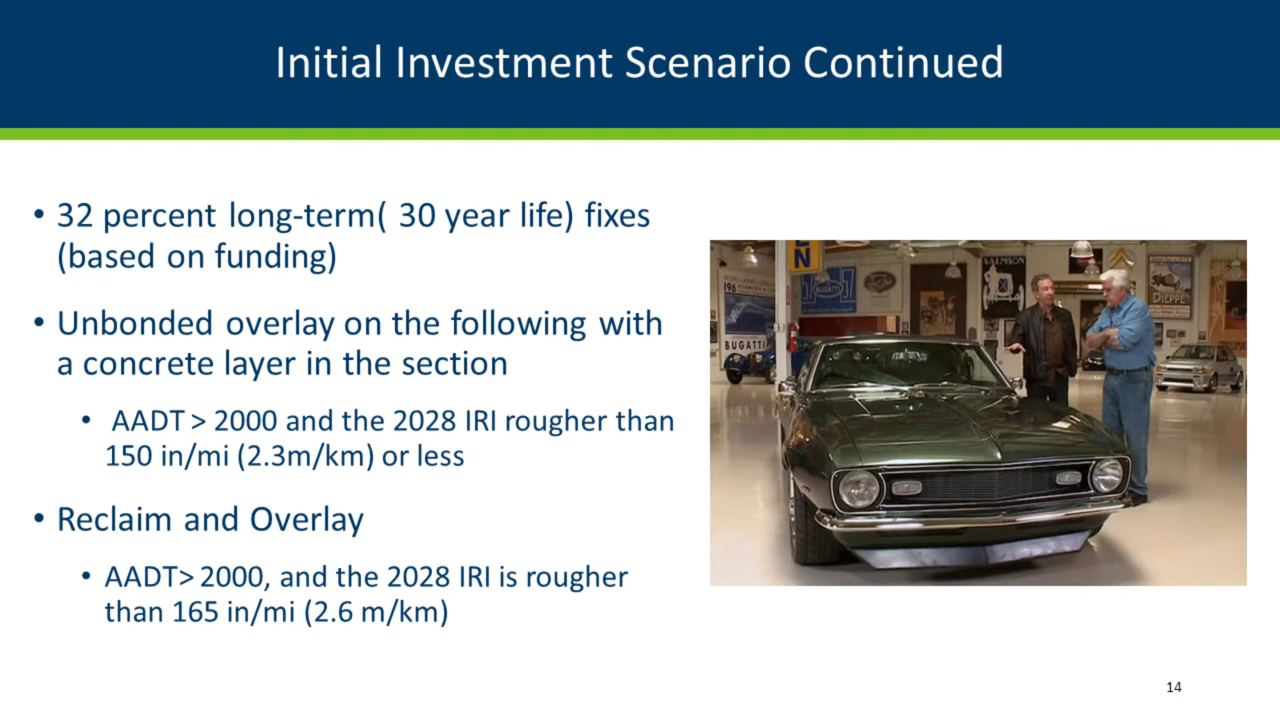 Initial Investment Scenario Continued
• 32 percent long-term( 30 year life) fixes
(based on funding)
• Unbonded overlay on the following with
a concrete layer in the section
• AADT > 2000 and the 2028 IRI rougher than
150 in/mi (2.3m/km) or less
• Reclaim and Overlay
• AADT> 2000, and the 2028 IRI is rougher
than 165 in/mi (2.6 m/km)
EN
196
BUGATTI
BUGATTI
SALMSON
DIEPPE
14